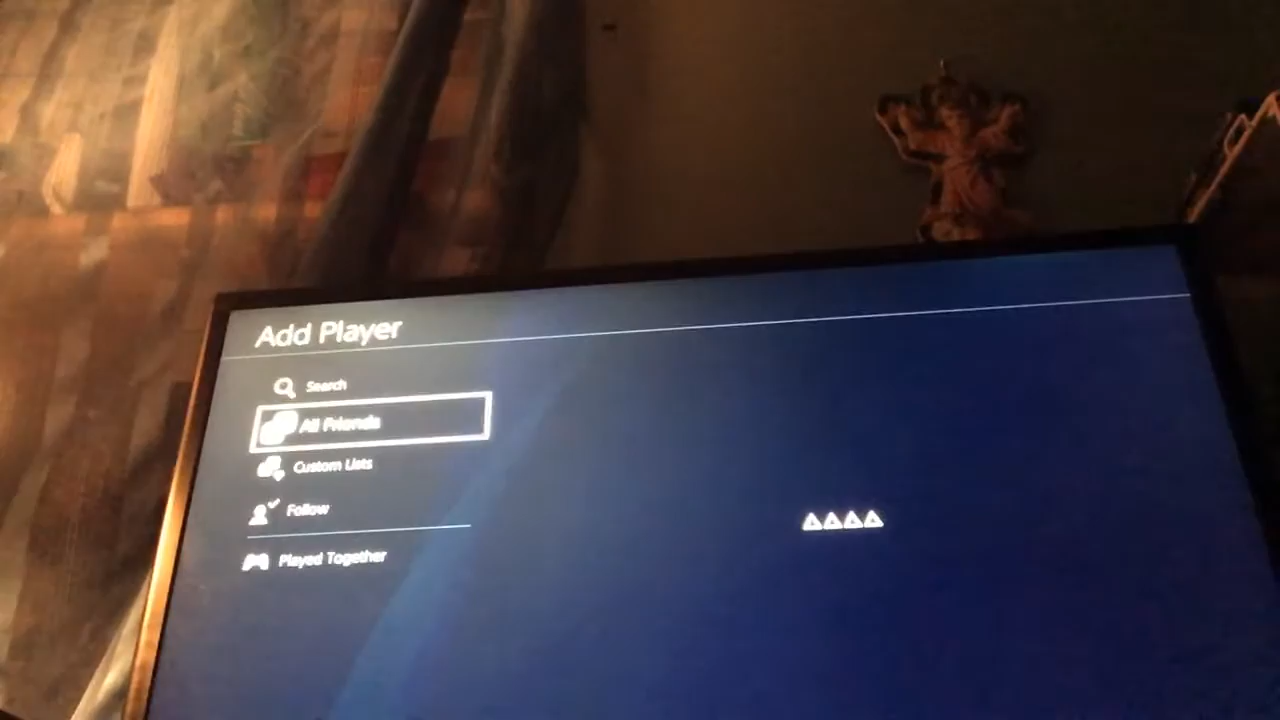 Add Player
Search
All Friends
Custom Lists
Follow
Played Together